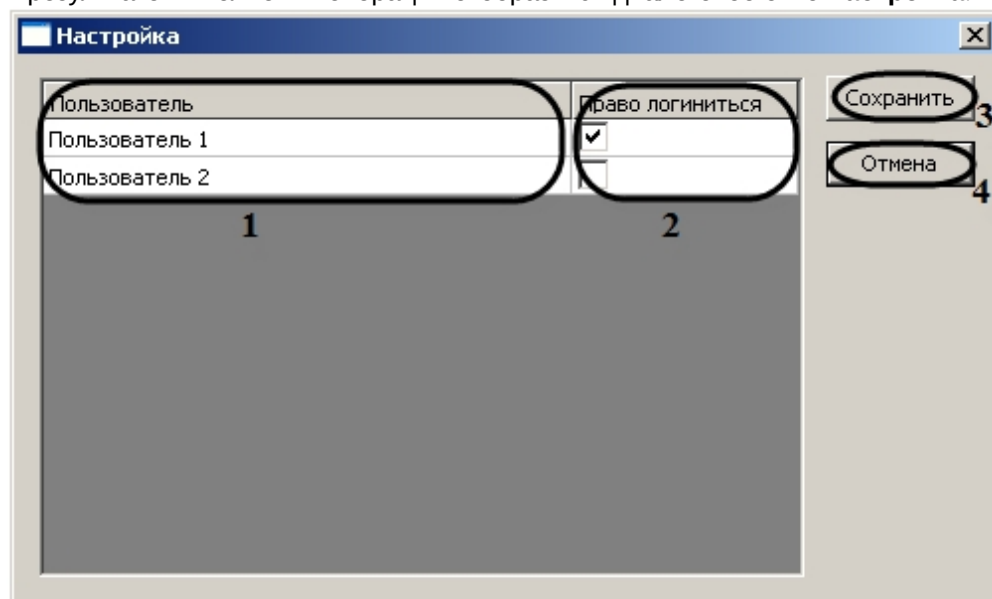 Настройка
Пользователь Право логиниться Сохранить 3
Пользователь 1
Пользователь 2 Отмена 4
1 2